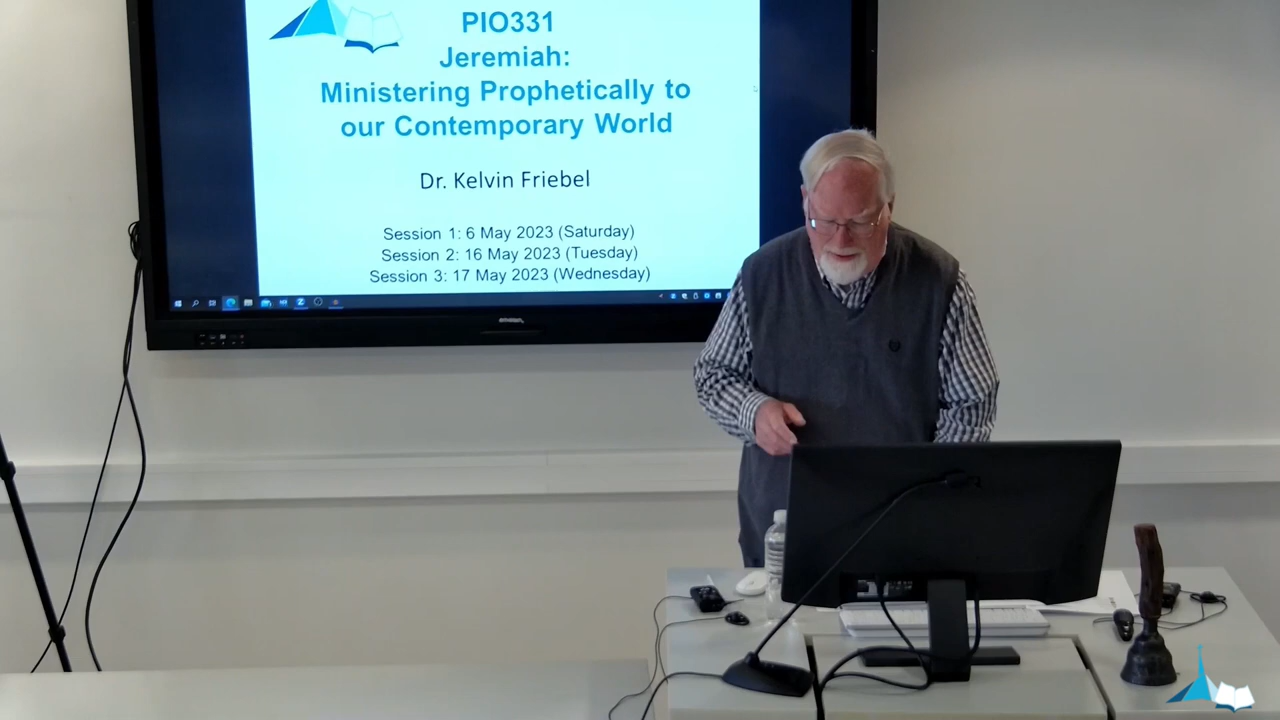 PIO331
Jeremiah:
Ministering Prophetically to
our Contemporary World
Dr. Kelvin Friebel
Session 1: 6 May 2023 (Saturday)
Session 2: 16 May 2023 (Tuesday)
Session 3: 17 May 2023 (Wednesday)